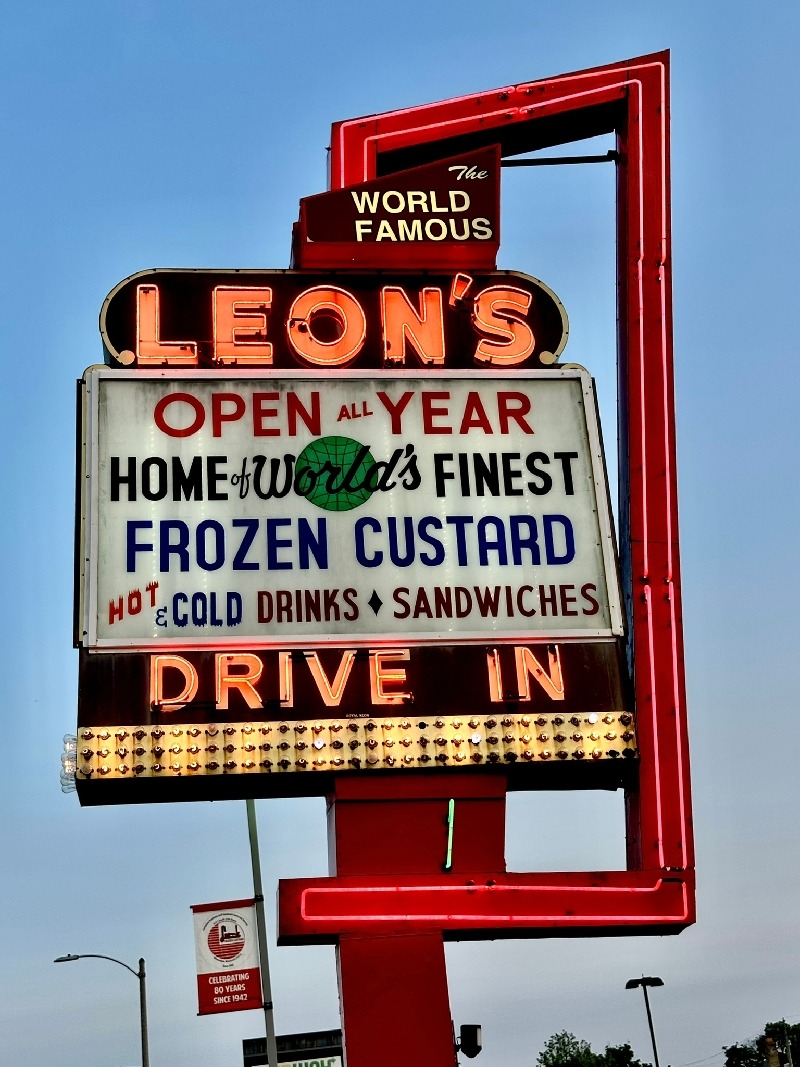 The
WORLD
FAMOUS
LEON'S
OPEN ALL YEAR
HOME of World's FINEST
FROZEN CUSTARD
HOT & COLD DRINKS ♦ SANDWICHES
DRIVE IN
CELEBRATING
80 YEARS
SINCE 1942